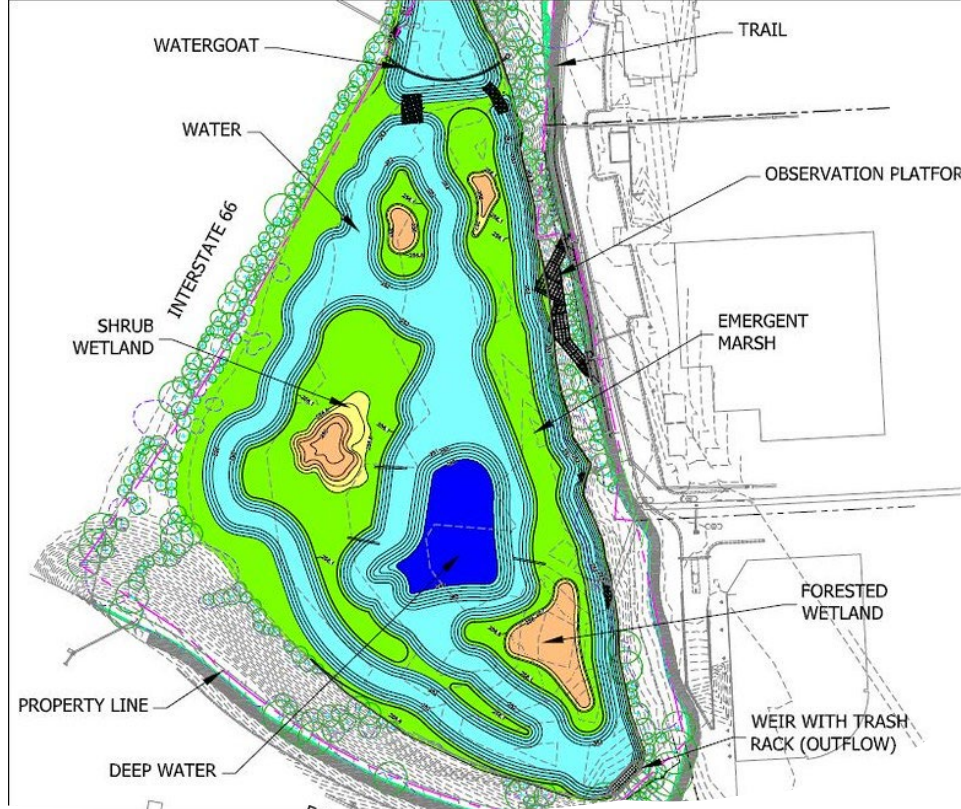 WATERGOAT
TRAIL
WATER
OBSERVATION PLATFOR
INTERSTATE 66
SHRUB
WETLAND
EMERGENT
MARSH
FORESTED
WETLAND
PROPERTY LINE
WEIR WITH TRASH
RACK (OUTFLOW)
DEEP WATER